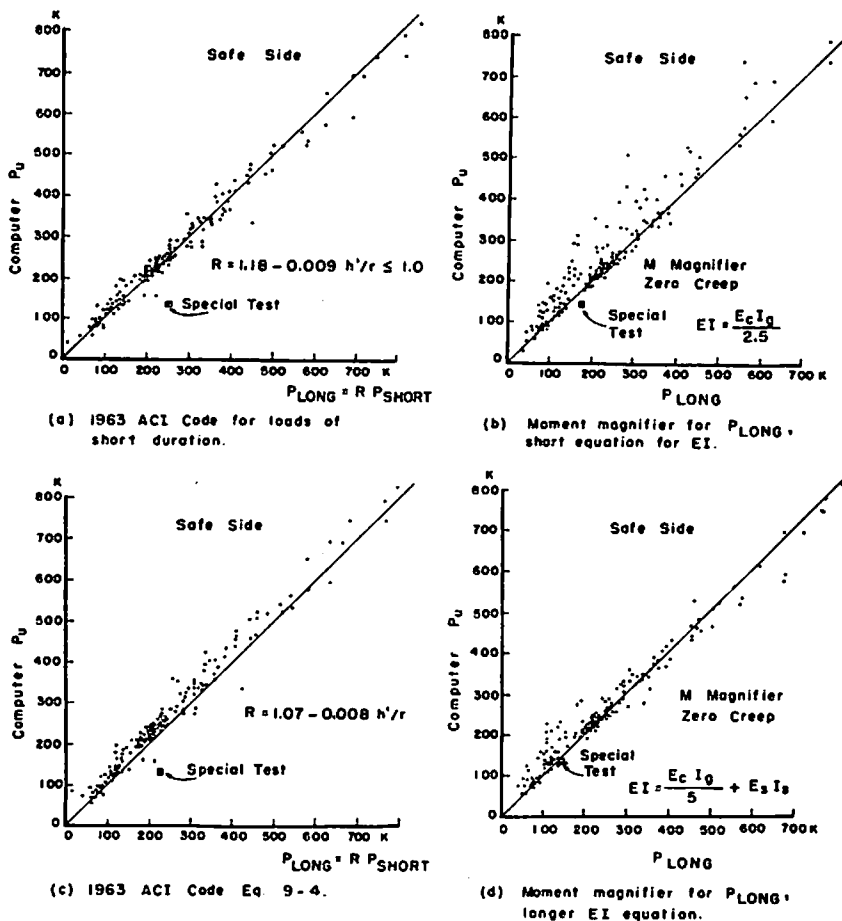 K
800
700
600
500
400
300
200
100
0
Computer Pu
Safe Side
R = 1.18 – 0.009 h'/r ≤ 1.0
Special Test
0 100 200 300 400 500 600 700 K
P_LONG = R P_SHORT
(a) 1963 ACI Code for loads of
short duration.
K
800
700
600
500
400
300
200
100
0
Computer Pu
Safe Side
M Magnifier
Zero Creep
Special
Test
EI = E_c I_g / 2.5
0 100 200 300 400 500 600 700 K
P_LONG
(b) Moment magnifier for P_LONG,
short equation for EI.
K
800
700
600
500
400
300
200
100
0
Computer Pu
Safe Side
R = 1.07 – 0.008 h'/r
Special Test
0 100 200 300 400 500 600 700 K
P_LONG = R P_SHORT
(c) 1963 ACI Code Eq. 9-4.
K
800
700
600
500
400
300
200
100
0
Computer Pu
Safe Side
M Magnifier
Zero Creep
Special
Test
EI = E_c I_g / 5 + E_s I_s
0 100 200 300 400 500 600 700 K
P_LONG
(d) Moment magnifier for P_LONG,
longer EI equation.